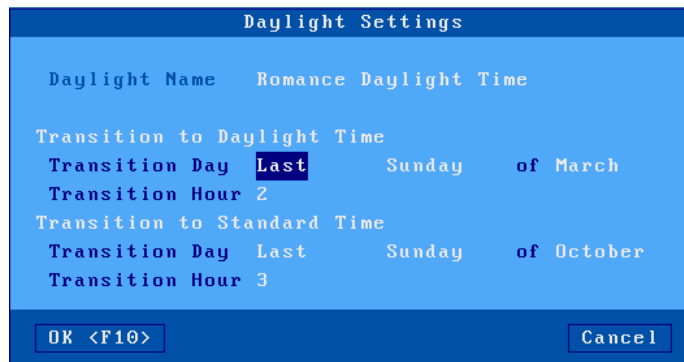 Daylight Settings
Daylight Name Romance Daylight Time
Transition to Daylight Time
Transition Day Last Sunday of March
Transition Hour 2
Transition to Standard Time
Transition Day Last Sunday of October
Transition Hour 3
OK <F10> Cancel